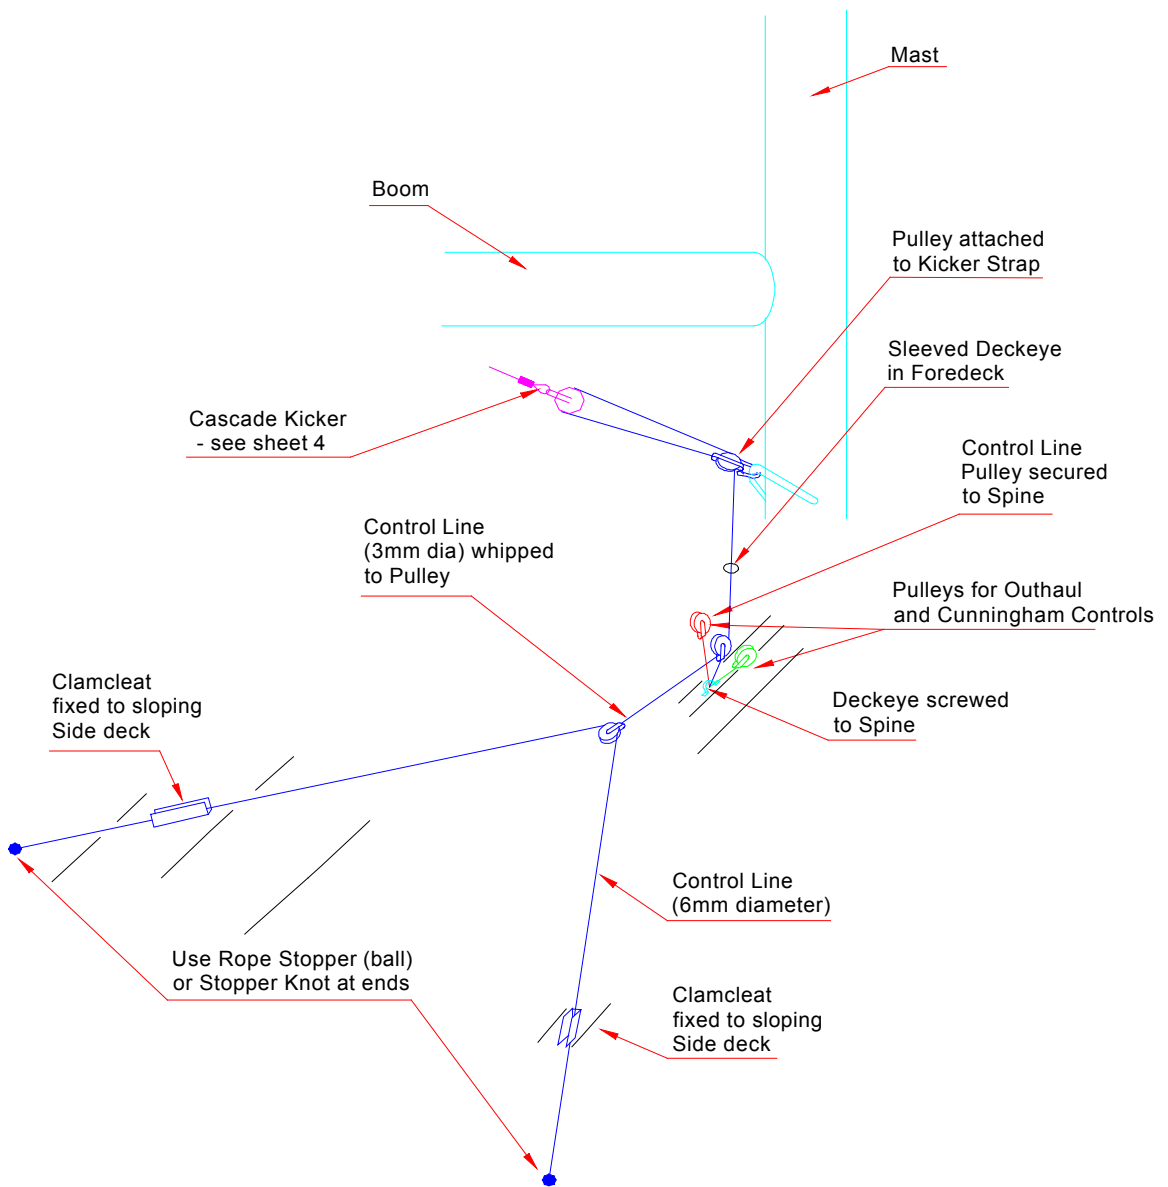 Mast
Boom
Pulley attached
to Kicker Strap
Sleeved Deckeye
in Foredeck
Cascade Kicker
- see sheet 4
Control Line
Pulley secured
to Spine
Control Line
(3mm dia) whipped
to Pulley
Pulleys for Outhaul
and Cunningham Controls
Clamcleat
fixed to sloping
Side deck
Deckeye screwed
to Spine
Control Line
(6mm diameter)
Use Rope Stopper (ball)
or Stopper Knot at ends
Clamcleat
fixed to sloping
Side deck